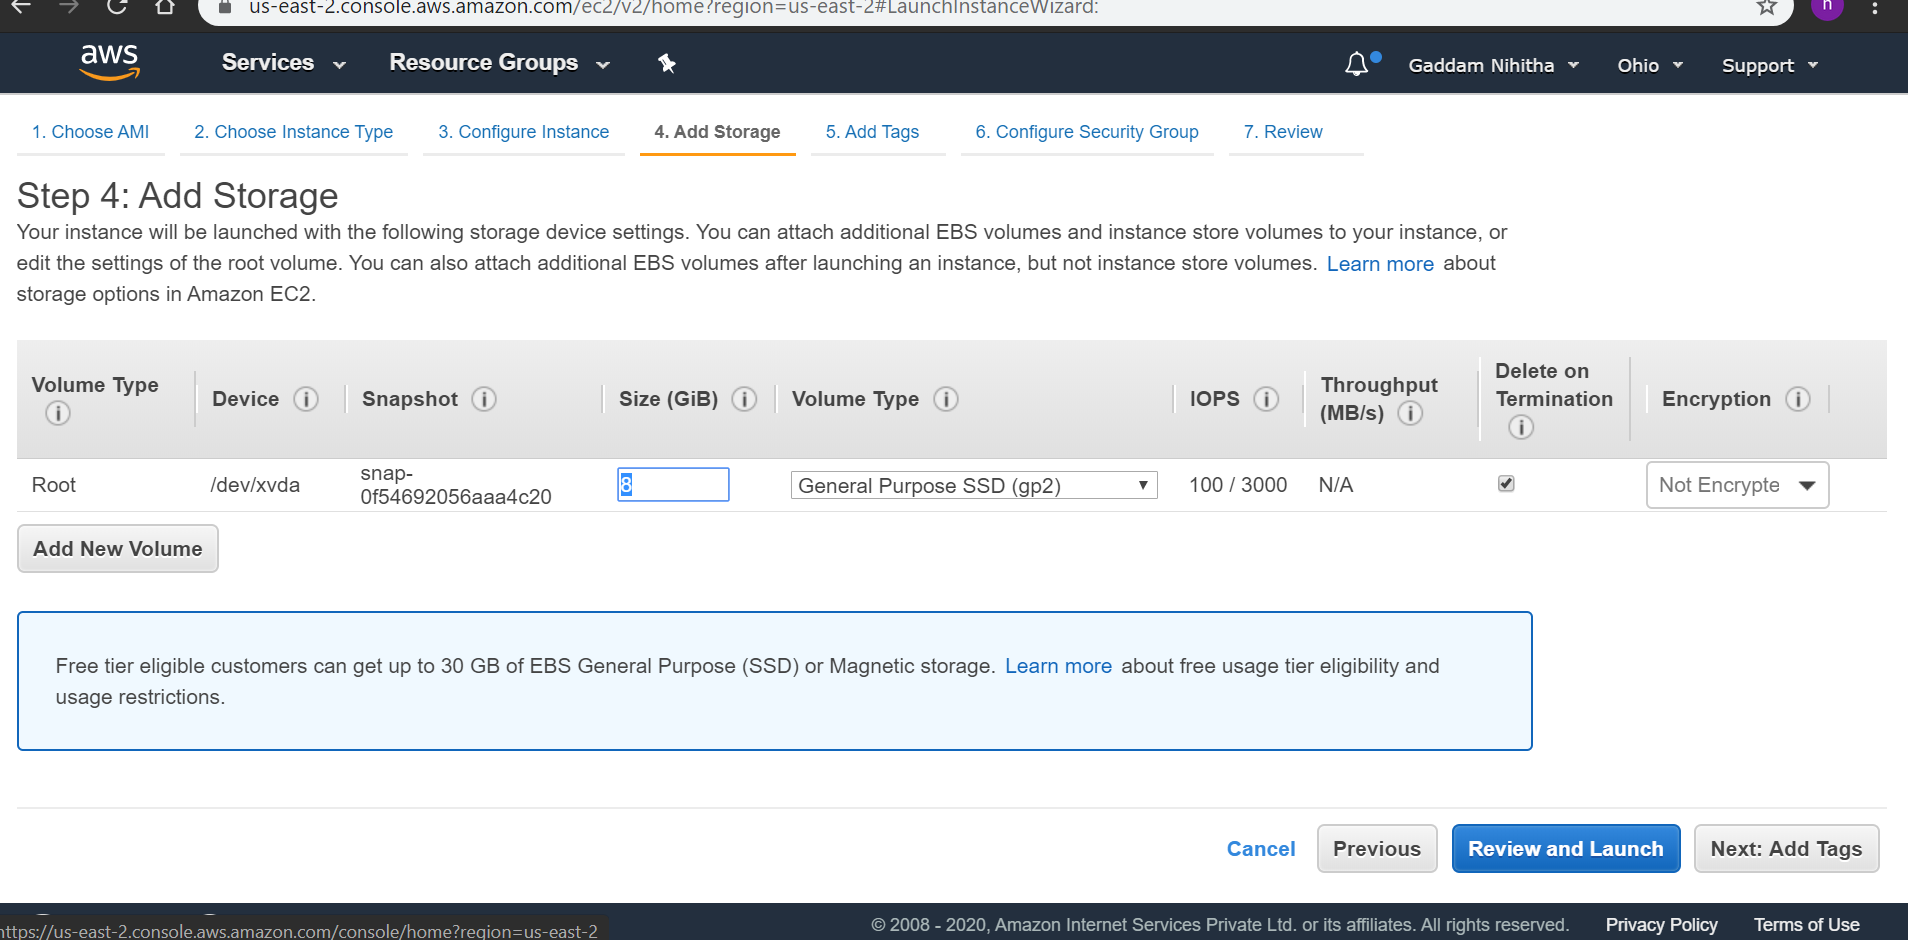 us-east-2.console.aws.amazon.com/ec2/v2/home?region=us-east-2#LaunchInstanceWizard:
n
aws
Services
Resource Groups
Gaddam Nihitha
Ohio
Support
1. Choose AMI
2. Choose Instance Type
3. Configure Instance
4. Add Storage
5. Add Tags
6. Configure Security Group
7. Review
Step 4: Add Storage
Your instance will be launched with the following storage device settings. You can attach additional EBS volumes and instance store volumes to your instance, or
edit the settings of the root volume. You can also attach additional EBS volumes after launching an instance, but not instance store volumes. Learn more about
storage options in Amazon EC2.
Volume Type
Device
Snapshot
Size (GiB)
Volume Type
IOPS
Throughput
(MB/s)
Delete on
Termination
Encryption
Root
/dev/xvda
snap-
0f54692056aaa4c20
8
General Purpose SSD (gp2)
100 / 3000
N/A
Not Encrypte
Add New Volume
Free tier eligible customers can get up to 30 GB of EBS General Purpose (SSD) or Magnetic storage. Learn more about free usage tier eligibility and
usage restrictions.
Cancel
Previous
Review and Launch
Next: Add Tags
© 2008 - 2020, Amazon Internet Services Private Ltd. or its affiliates. All rights reserved.
Privacy Policy
Terms of Use
https://us-east-2.console.aws.amazon.com/console/home?region=us-east-2